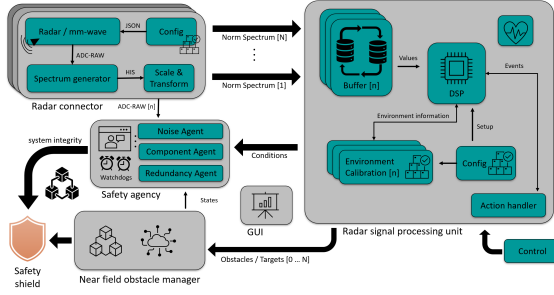 Radar / mm-wave
JSON
Config
ADC-RAW
Spectrum generator
HIS
Scale &
Transform
Radar connector
Norm Spectrum [N]
Norm Spectrum [1]
Buffer [n]
Values
DSP
Events
Environment information
Setup
Environment
Calibration [n]
Config
Action handler
Radar signal processing unit
Control
ADC-RAW [n]
system integrity
Noise Agent
Component Agent
Redundancy Agent
Watchdogs
Safety agency
Conditions
States
GUI
Near field obstacle manager
Obstacles / Targets [0 ... N]
Safety
shield